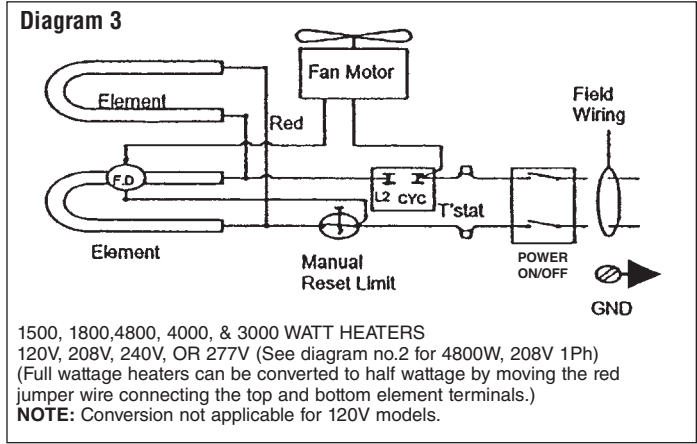 Diagram 3
Fan Motor
Element
Red
Field
Wiring
F.D
L2 CYC
T'stat
Element
Manual
Reset Limit
POWER
ON/OFF
GND
1500, 1800,4800, 4000, & 3000 WATT HEATERS
120V, 208V, 240V, OR 277V (See diagram no.2 for 4800W, 208V 1Ph)
(Full wattage heaters can be converted to half wattage by moving the red
jumper wire connecting the top and bottom element terminals.)
NOTE: Conversion not applicable for 120V models.